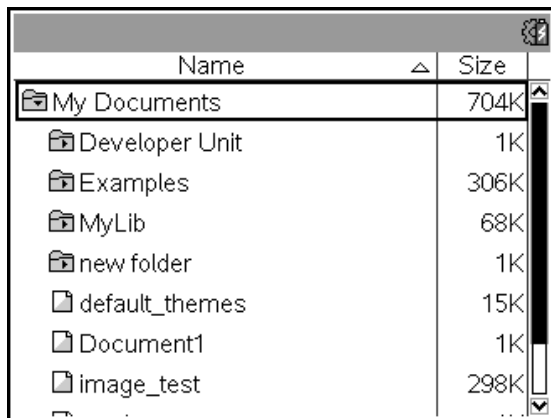 Name Size
My Documents 704K
Developer Unit 1K
Examples 306K
MyLib 68K
new folder 1K
default_themes 15K
Document1 1K
image_test 298K